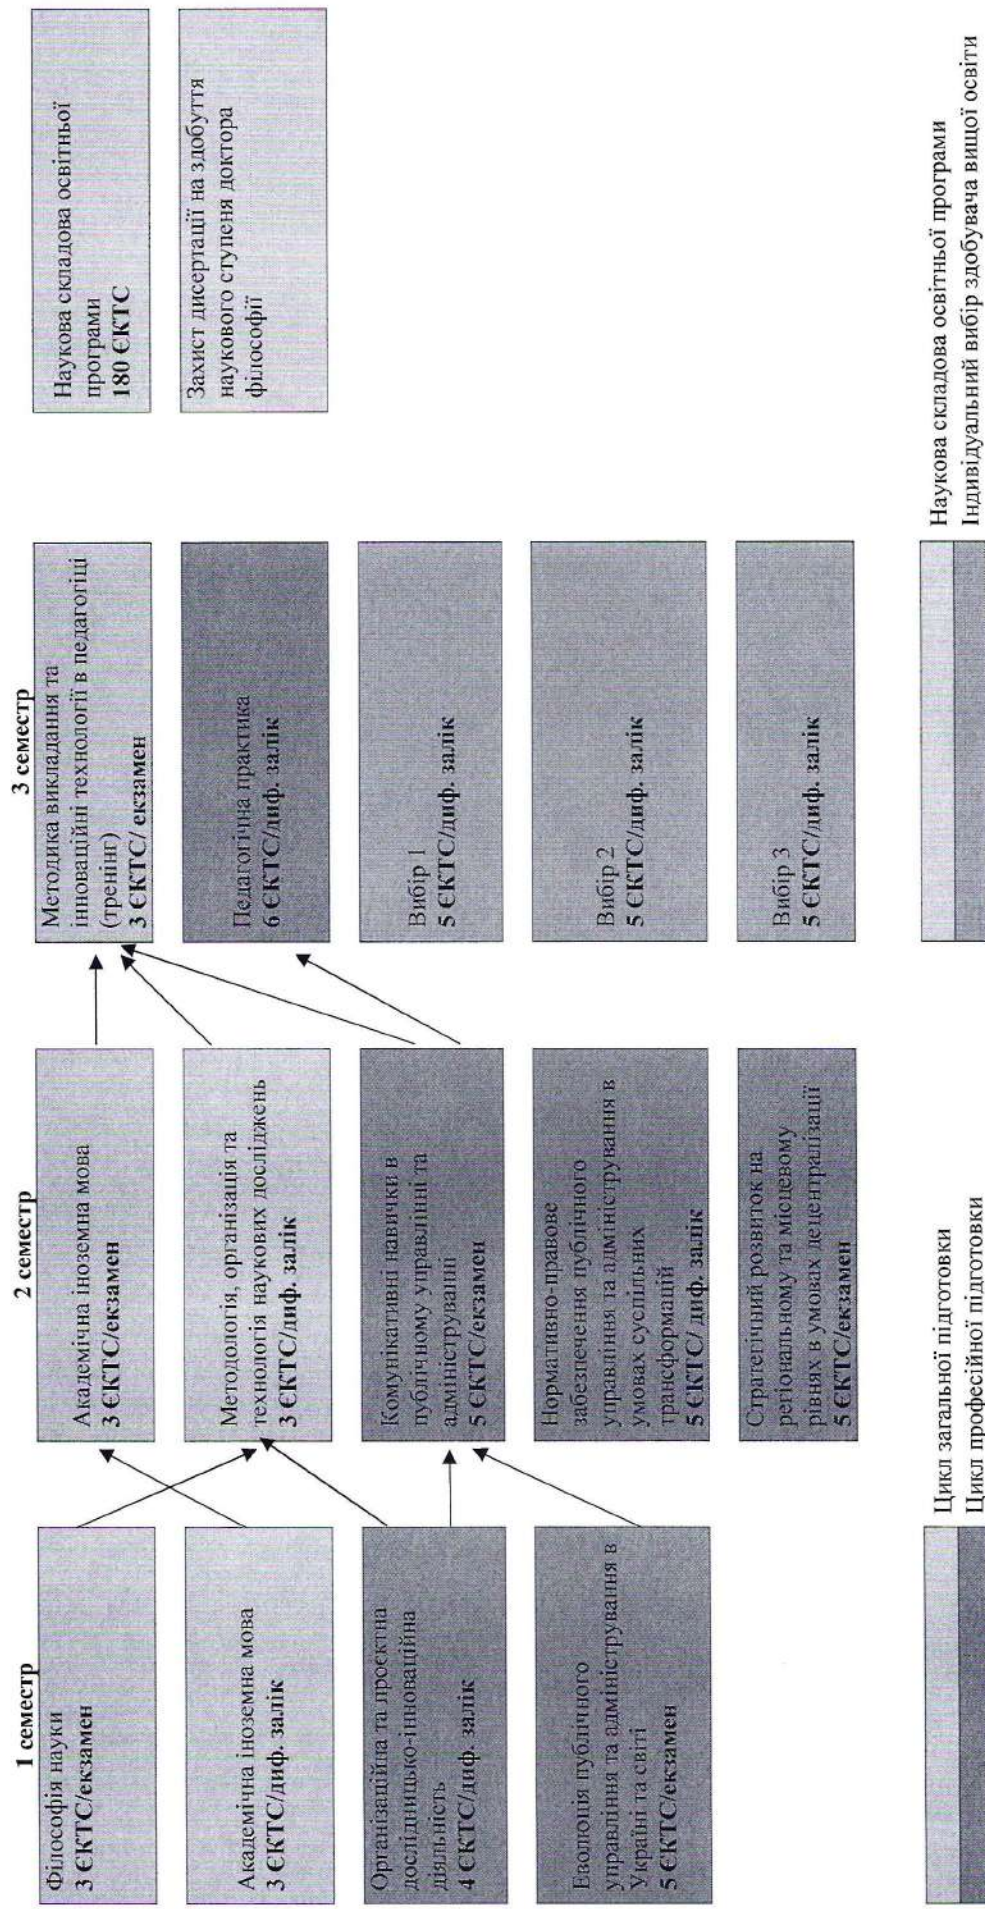 1 семестр
Філософія науки
3 ЄКТС/екзамен
Академічна іноземна мова
3 ЄКТС/диф. залік
Організаційна та проєктна
дослідницько-інноваційна
діяльність
4 ЄКТС/диф. залік
Еволюція публічного
управління та адміністрування в
Україні та світі
5 ЄКТС/екзамен
2 семестр
Академічна іноземна мова
3 ЄКТС/екзамен
Методологія, організація та
технологія наукових досліджень
3 ЄКТС/диф. залік
Комунікативні навички в
публічному управлінні та
адмініструванні
5 ЄКТС/екзамен
Нормативно-правове
забезпечення публічного
управління та адміністрування в
умовах суспільних
трансформацій
5 ЄКТС/ диф. залік
Стратегічний розвиток на
регіональному та місцевому
рівнях в умовах децентралізації
5 ЄКТС/екзамен
3 семестр
Методика викладання та
інноваційні технології в педагогіці
(тренінг)
3 ЄКТС/ екзамен
Педагогічна практика
6 ЄКТС/диф. залік
Вибір 1
5 ЄКТС/диф. залік
Вибір 2
5 ЄКТС/диф. залік
Вибір 3
5 ЄКТС/диф. залік
Наукова складова освітньої
програми
180 ЄКТС
Захист дисертації на здобуття
наукового ступеня доктора
філософії
Цикл загальної підготовки
Цикл професійної підготовки
Наукова складова освітньої програми
Індивідуальний вибір здобувача вищої освіти